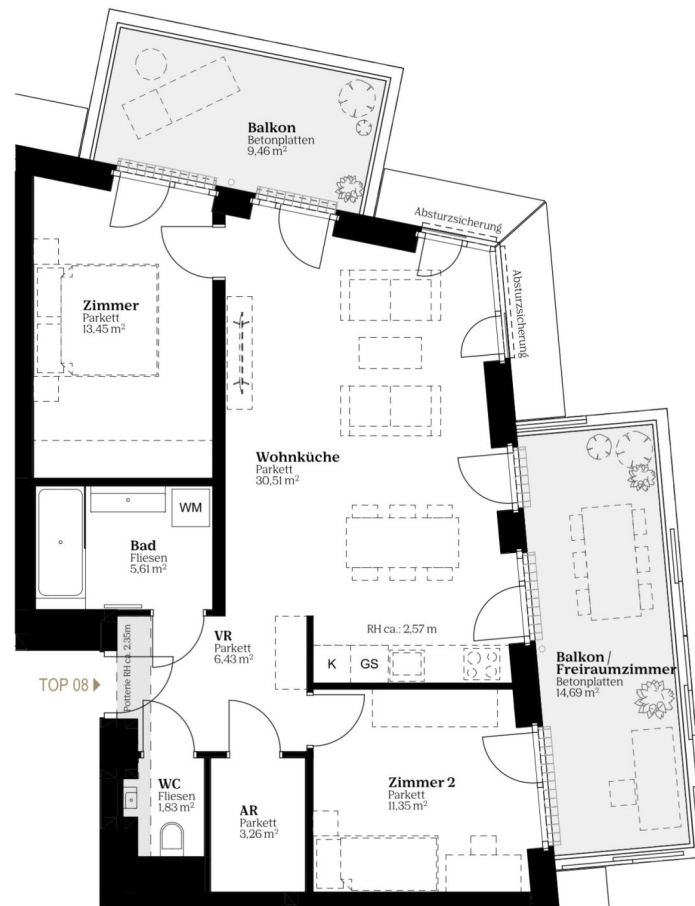 Balkon
Betonplatten
9,46 m²
Absturzsicherung
Absturzsicherung
Zimmer
Parkett
13,45 m²
Wohnküche
Parkett
30,51 m²
WM
Bad
Fliesen
5,61 m²
RH ca.: 2,57 m
VR
Parkett
6,43 m²
K
GS
Balkon /
Freiraumzimmer
Betonplatten
14,69 m²
TOP 08
Potterie RH ca. 2,35m
WC
Fliesen
1,83 m²
AR
Parkett
3,26 m²
Zimmer 2
Parkett
11,35 m²